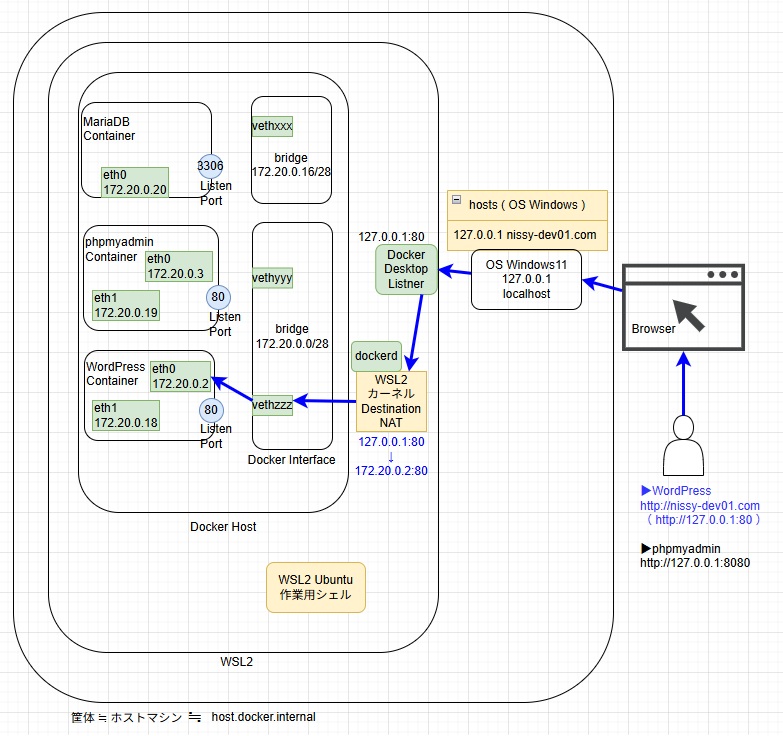 MariaDB
Container
eth0
172.20.0.20
3306
Listen
Port
vethxxx
bridge
172.20.0.16/28
phpmyadmin
Container
eth0
172.20.0.3
eth1
172.20.0.19
80
Listen
Port
vethyyy
bridge
172.20.0.0/28
vethzzz
Docker Interface
WordPress
Container
eth0
172.20.0.2
eth1
172.20.0.18
80
Listen
Port
Docker Host
127.0.0.1:80
Docker
Desktop
Listner
dockerd
WSL2
カーネル
Destination
NAT
127.0.0.1:80
↓
172.20.0.2:80
hosts ( OS Windows )
127.0.0.1 nissy-dev01.com
OS Windows11
127.0.0.1
localhost
Browser
▶WordPress
http://nissy-dev01.com
( http://127.0.0.1:80 )
▶phpmyadmin
http://127.0.0.1:8080
WSL2 Ubuntu
作業用シェル
WSL2
筐体 ≒ ホストマシン ≒ host.docker.internal